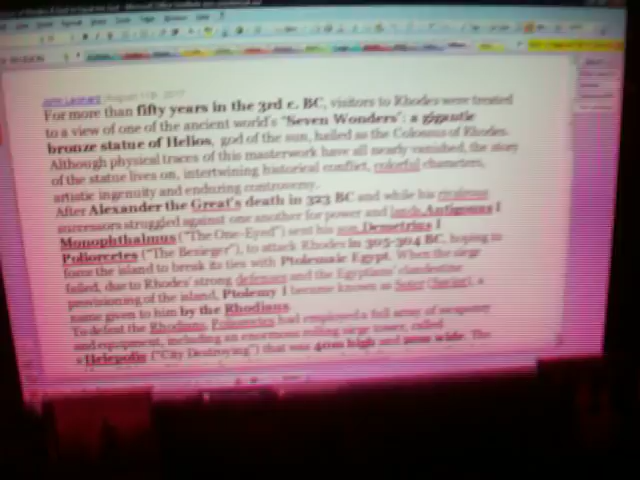 August 11th, 2017
For more than fifty years in the 3rd c. BC, visitors to Rhodes were treated
to a view of one of the ancient world's "Seven Wonders": a gigantic
bronze statue of Helios, god of the sun, hailed as the Colossus of Rhodes.
Although physical traces of this masterwork have all nearly vanished, the story
of the statue lives on, intertwining historical conflict, colorful characters,
artistic ingenuity and enduring controversy.
After Alexander the Great's death in 323 BC and while his
successors struggled against one another for power and lands, Antigonus I
Monophthalmus ("The One-Eyed") sent his son, Demetrius I
Poliorcetes ("The Besieger"), to attack Rhodes in 305-304 BC, hoping to
force the island to break its ties with Ptolemaic Egypt. When the siege
failed, due to Rhodes' strong defenses and the Egyptians' clandestine
provisioning of the island, Ptolemy I became known as Soter (Savior), a
name given to him by the Rhodians.
To defeat the Rhodians, Poliorcetes had employed a full array of weaponry
and equipment, including an enormous rolling siege tower, called
Helepolis ("City Destroying") that was 40m high and wide. The